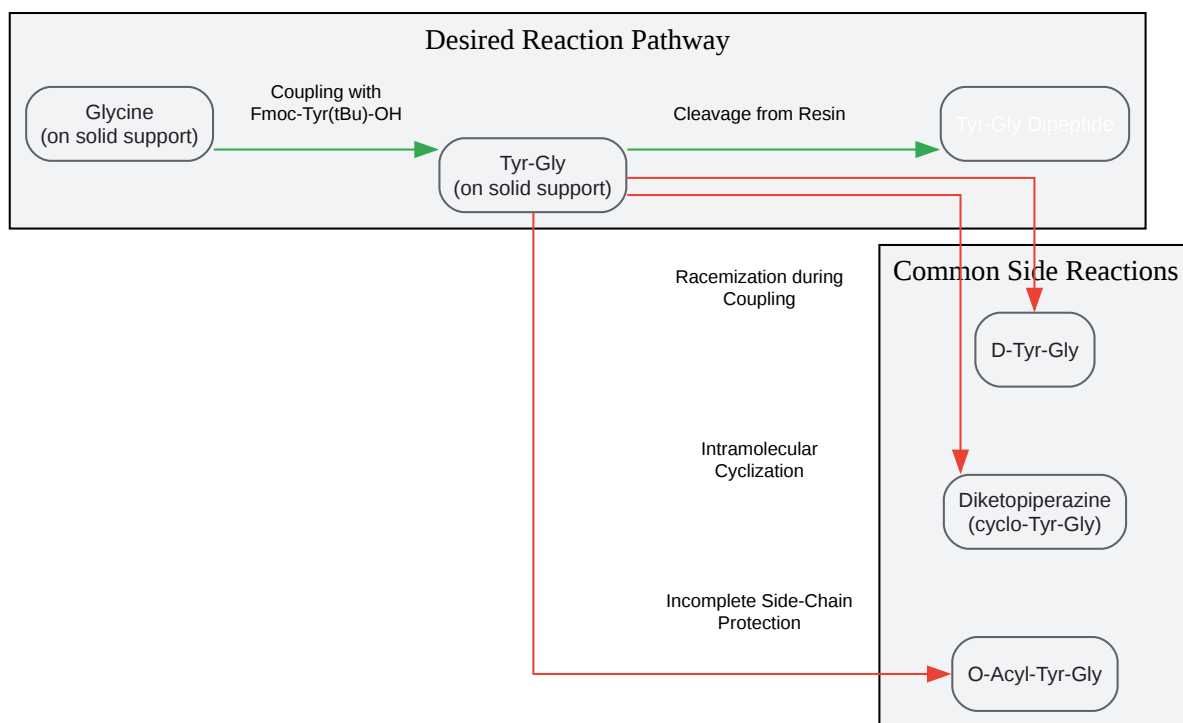 Desired Reaction Pathway
Glycine
(on solid support)
Coupling with
Fmoc-Tyr(tBu)-OH
Tyr-Gly
(on solid support)
Cleavage from Resin
Tyr-Gly Dipeptide
Common Side Reactions
Racemization during
Coupling
D-Tyr-Gly
Intramolecular
Cyclization
Diketopiperazine
(cyclo-Tyr-Gly)
Incomplete Side-Chain
Protection
O-Acyl-Tyr-Gly